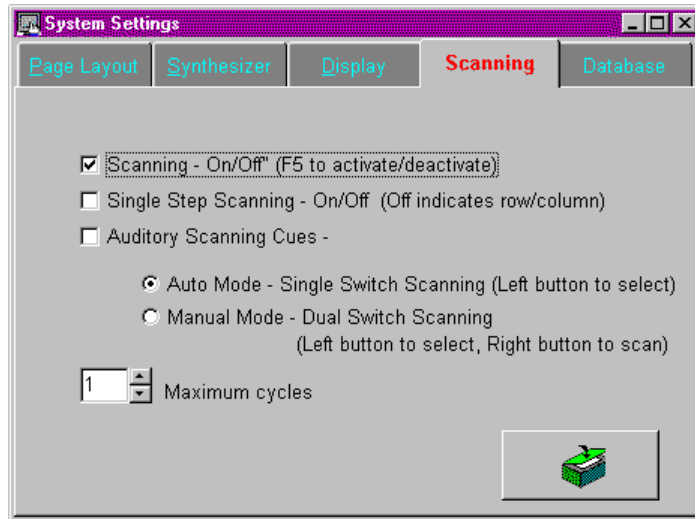 System Settings
Page Layout Synthesizer Display Scanning Database
Scanning - On/Off" (F5 to activate/deactivate)
Single Step Scanning - On/Off (Off indicates row/column)
Auditory Scanning Cues -
Auto Mode - Single Switch Scanning (Left button to select)
Manual Mode - Dual Switch Scanning
(Left button to select, Right button to scan)
1 Maximum cycles